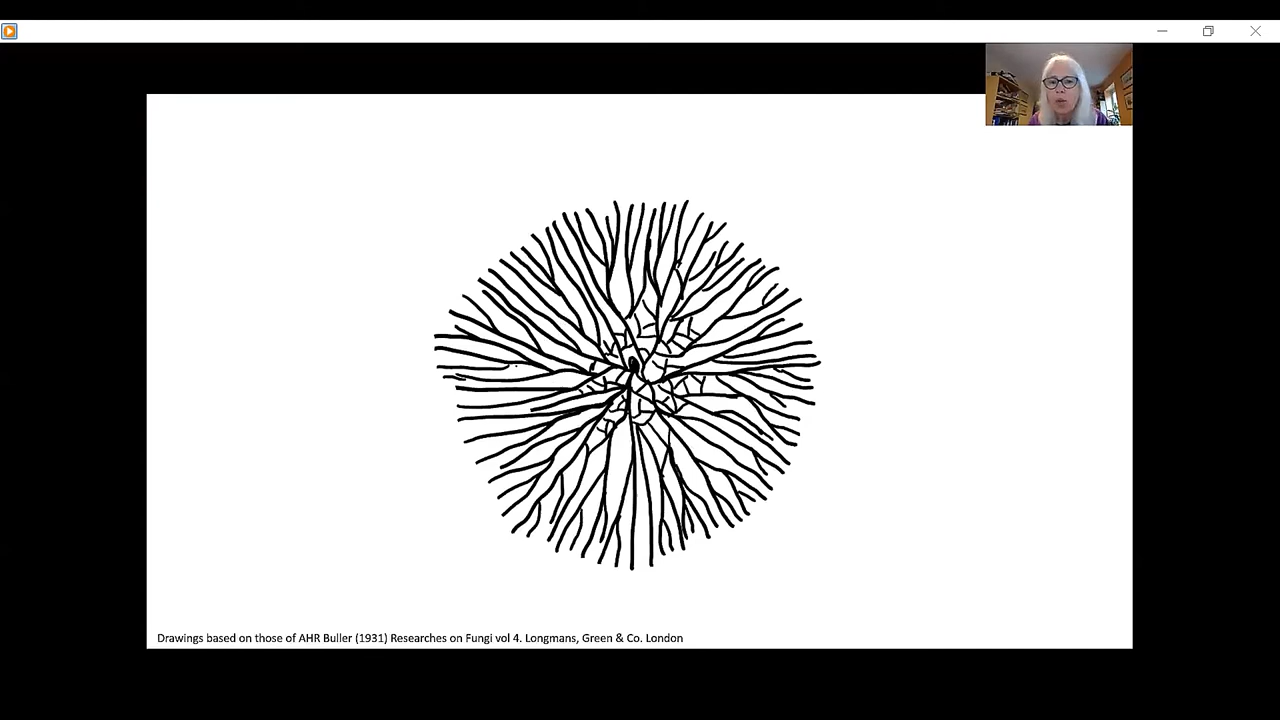 Drawings based on those of AHR Buller (1931) Researches on Fungi vol 4. Longmans, Green & Co. London